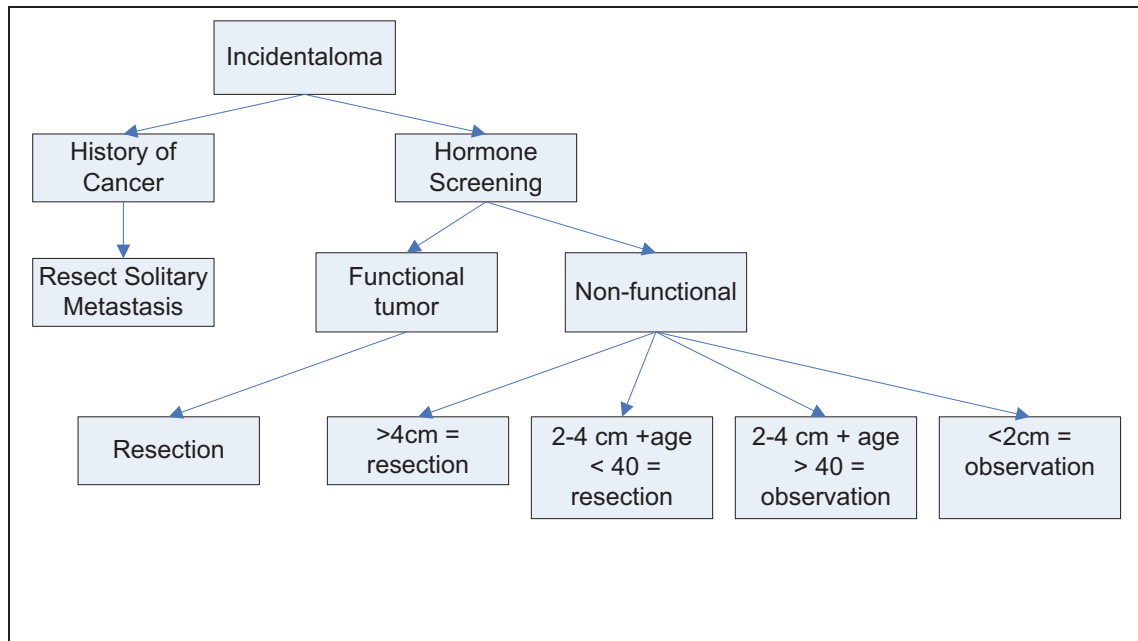 Incidentaloma
History of
Cancer
Hormone
Screening
Resect Solitary
Metastasis
Functional
tumor
Non-functional
Resection
>4cm =
resection
2-4 cm +age
< 40 =
resection
2-4 cm + age
> 40 =
observation
<2cm =
observation